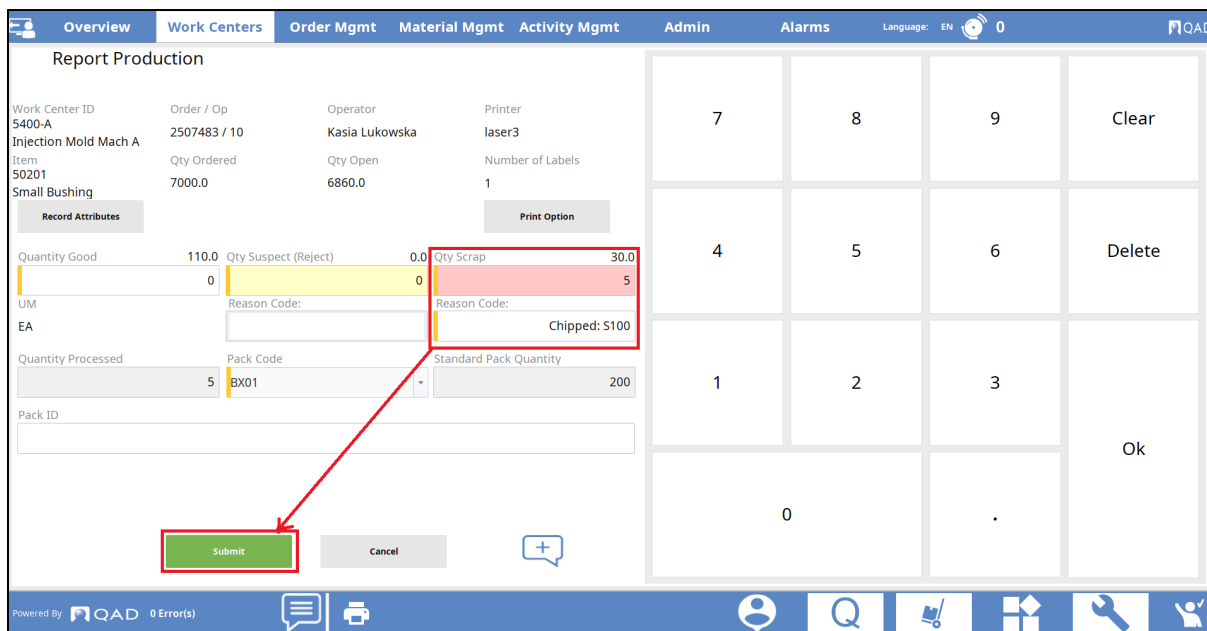 Overview Work Centers Order Mgmt Material Mgmt Activity Mgmt Admin Alarms Language: EN 0 QAD
Report Production
Work Center ID Order / Op Operator Printer
5400-A 2507483 / 10 Kasia Lukowska laser3
Injection Mold Mach A
Item Qty Ordered Qty Open Number of Labels
50201 7000.0 6860.0 1
Small Bushing
Record Attributes Print Option
Quantity Good 110.0 Qty Suspect (Reject) 0.0 Qty Scrap 30.0
0 0 5
UM Reason Code: Reason Code:
EA Chipped: S100
Quantity Processed Pack Code Standard Pack Quantity
5 BX01 200
Pack ID
Submit Cancel
7 8 9 Clear
4 5 6 Delete
1 2 3
Ok
0 .
Powered By QAD 0 Error(s) Q